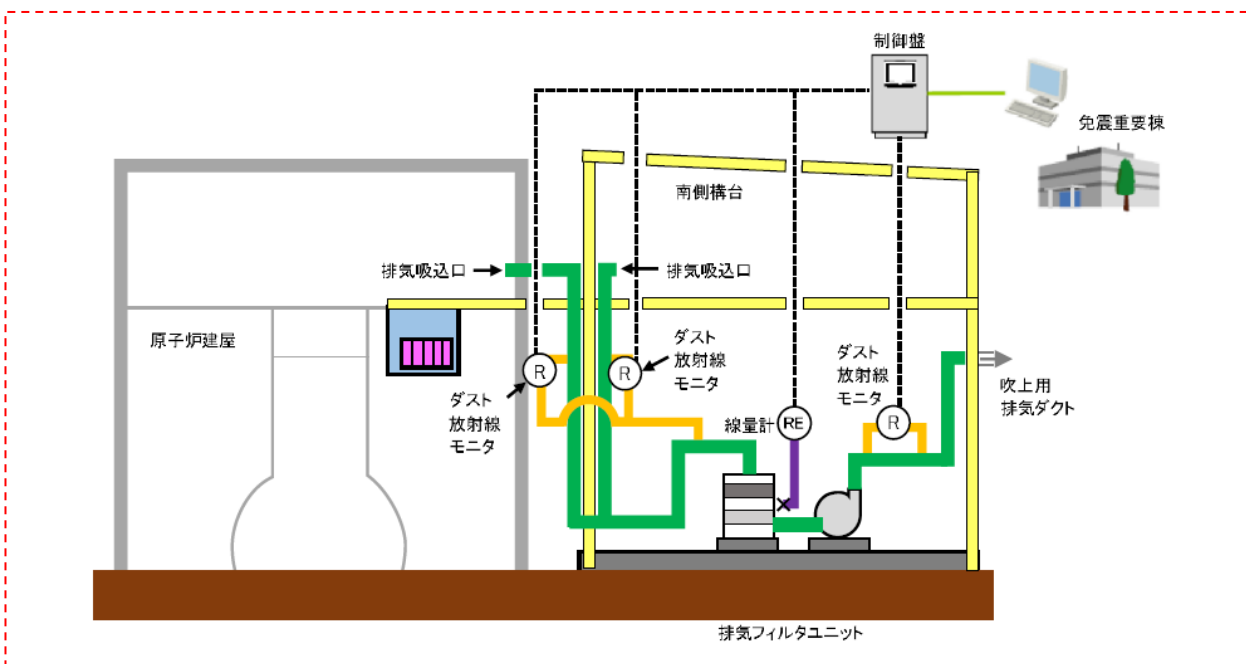 制御盤
免震重要棟
南側構台
排気吸込口
排気吸込口
原子炉建屋
ダスト
放射線
モニタ
R
R
ダスト
放射線
モニタ
ダスト
放射線
モニタ
R
線量計
RE
吹上用
排気ダクト
排気フィルタユニット